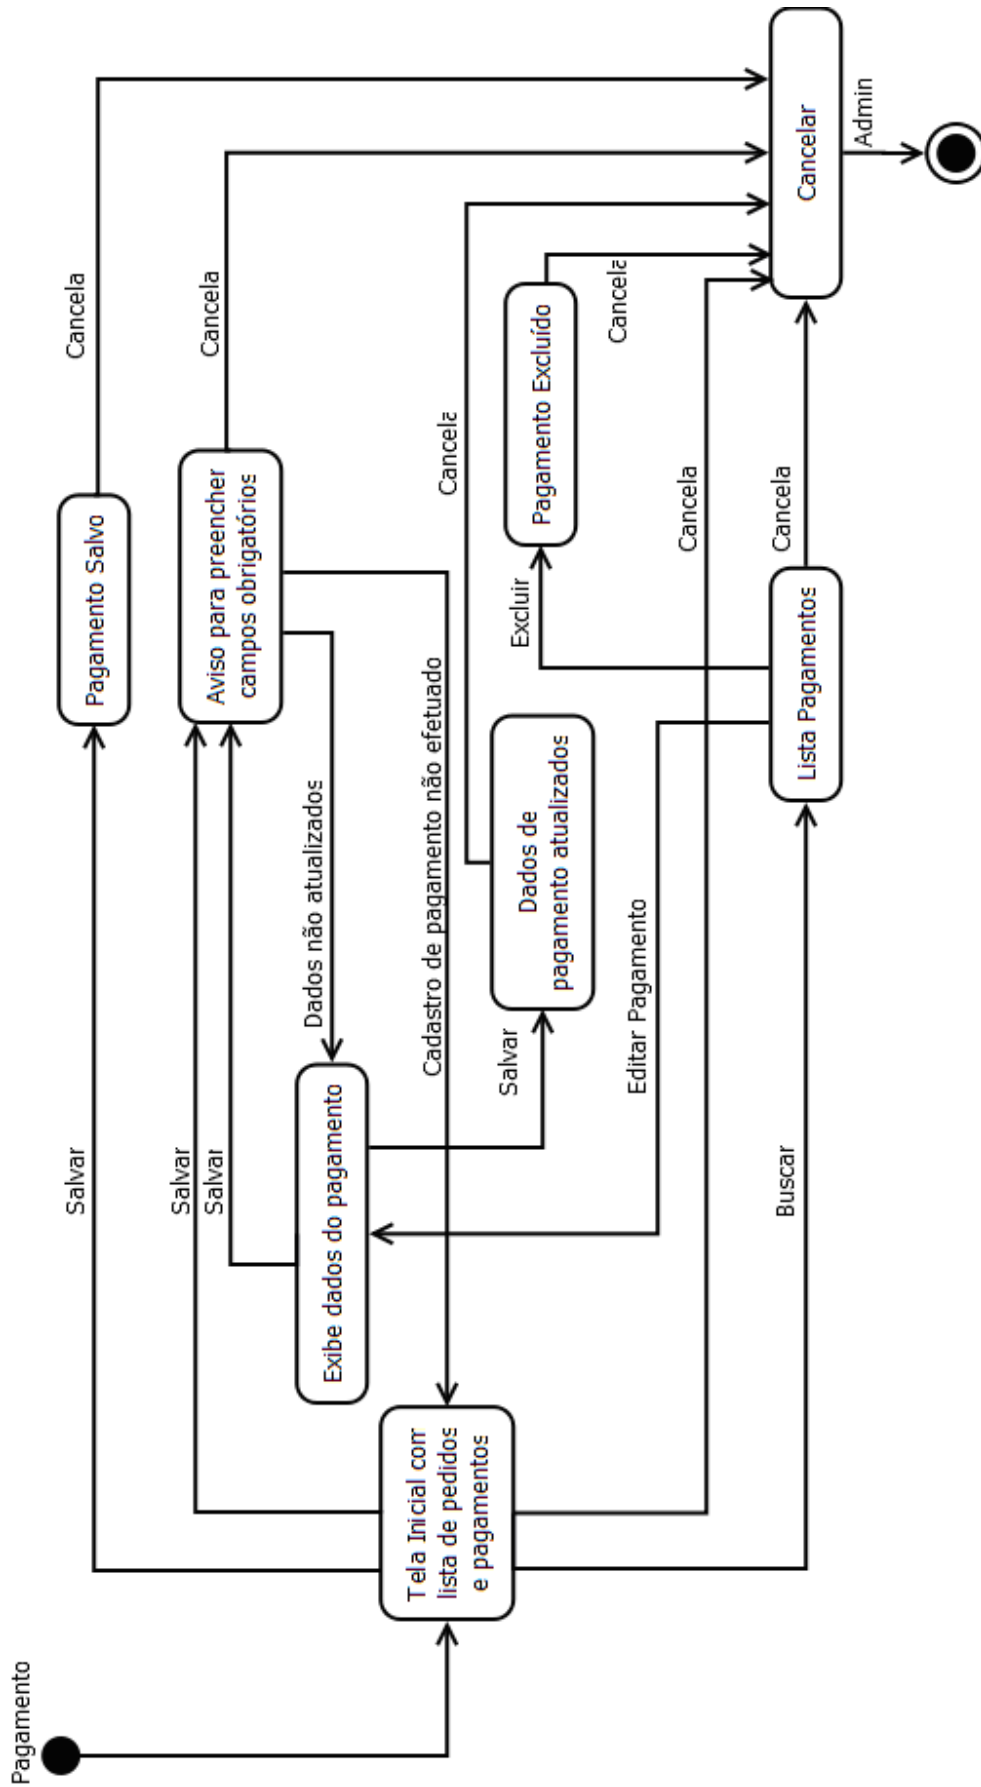 Pagamento
Tela Inicial com
lista de pedidos
e pagamentos
Salvar
Salvar
Salvar
Exibe dados do pagamento
Dados não atualizados
Cadastro de pagamento não efetuado
Salvar
Editar Pagamento
Buscar
Pagamento Salvo
Aviso para preencher
campos obrigatórios
Dados de
pagamento atualizados
Excluir
Pagamento Excluído
Lista Pagamentos
Cancela
Cancela
Cancela
Cancela
Cancela
Cancela
Cancelar
Admin